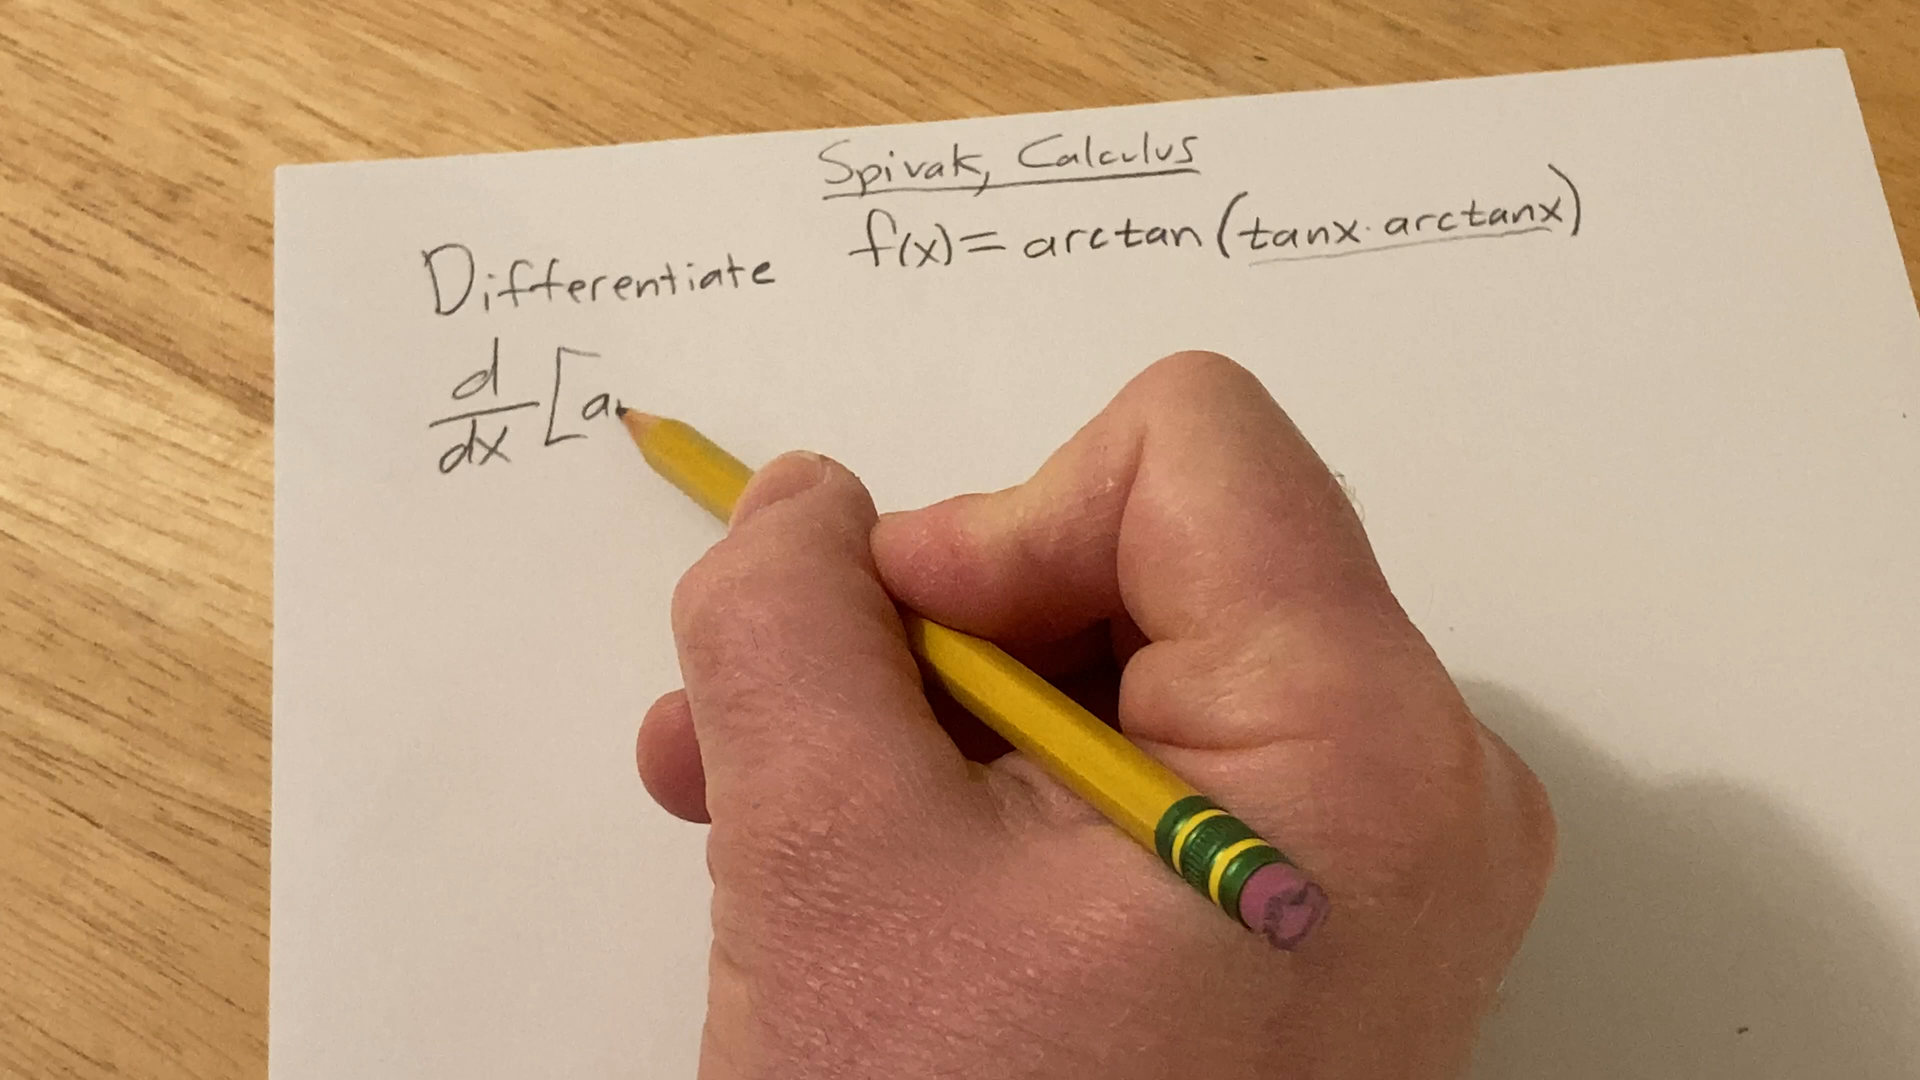 Spivak, Calculus
Differentiate f(x) = arctan(tanx · arctanx)
d/dx [a